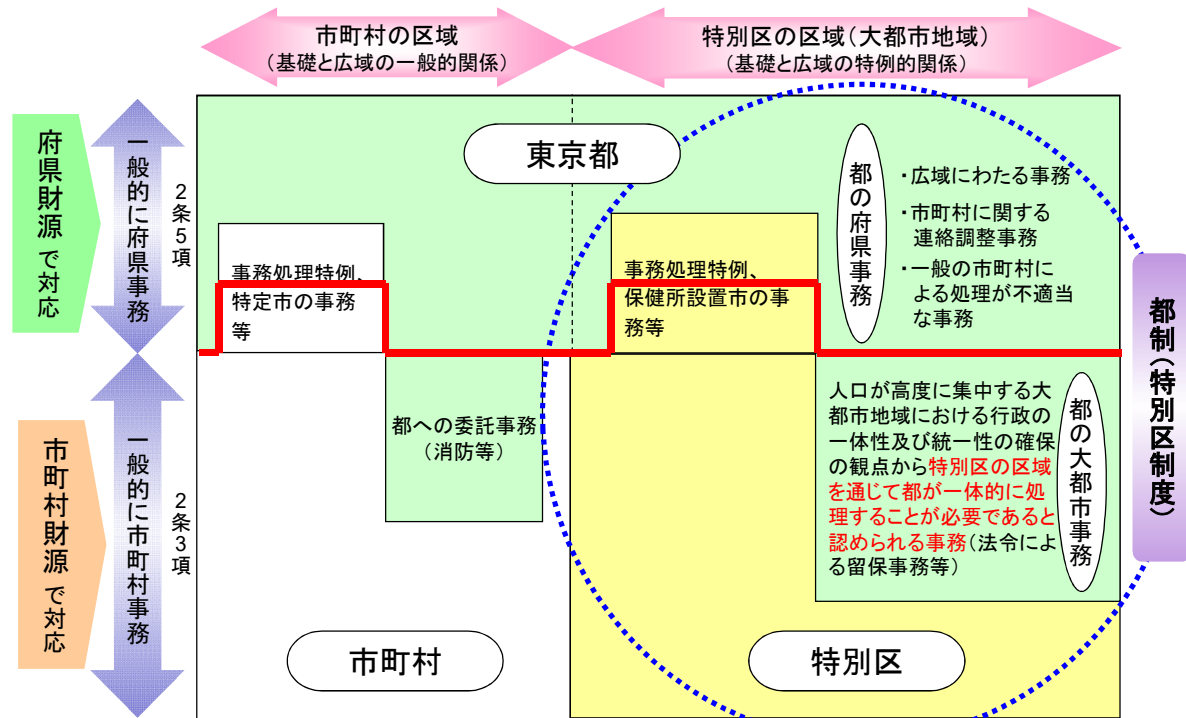 市町村の区域
(基礎と広域の一般的関係)
特別区の区域(大都市地域)
(基礎と広域の特例的関係)
府県財源で対応
一般的に府県事務
2条5項
東京都
都の府県事務
・広域にわたる事務
・市町村に関する
連絡調整事務
・一般の市町村に
よる処理が不適当
な事務
事務処理特例、
特定市の事務
等
事務処理特例、
保健所設置市の事
務等
都制(特別区制度)
市町村財源で対応
一般的に市町村事務
2条3項
都への委託事務
(消防等)
人口が高度に集中する大
都市地域における行政の
一体性及び統一性の確保
の観点から特別区の区域
を通じて都が一体的に処
理することが必要であると
認められる事務(法令によ
る留保事務等)
都の大都市事務
市町村
特別区